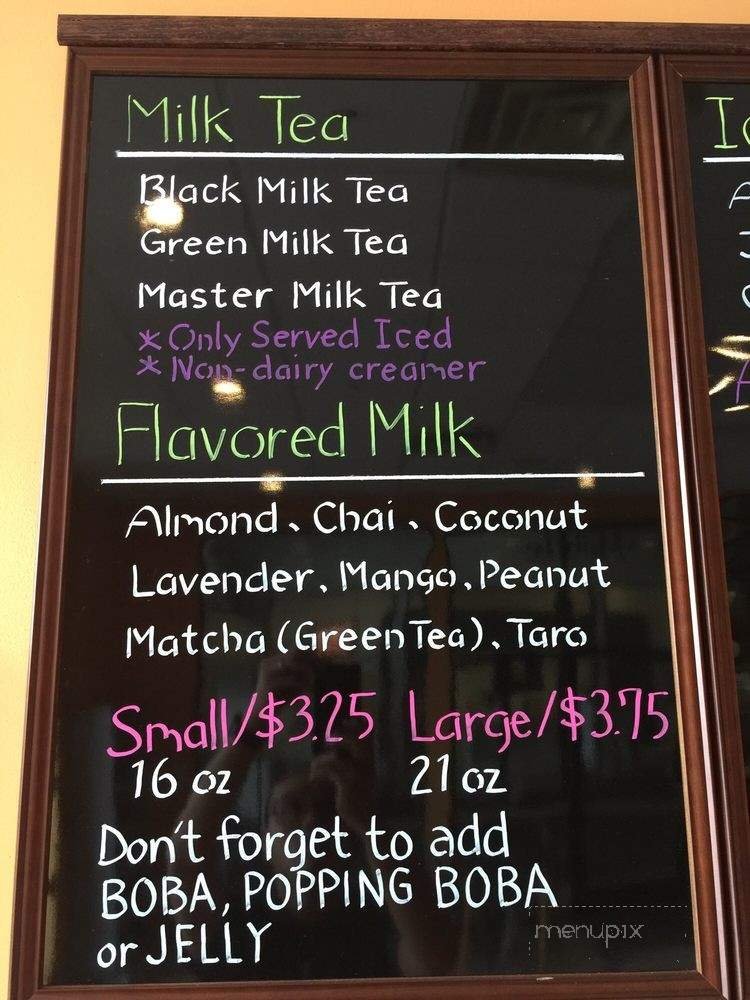 Milk Tea
Black Milk Tea
Green Milk Tea
Master Milk Tea
* Only Served Iced
* Non-dairy creamer
Flavored Milk
Almond, Chai, Coconut
Lavender, Mango, Peanut
Matcha (Green Tea), Taro
Small/$3.25 Large/$3.75
16 oz 21 oz
Don't forget to add
BOBA, POPPING BOBA
or JELLY
menupix